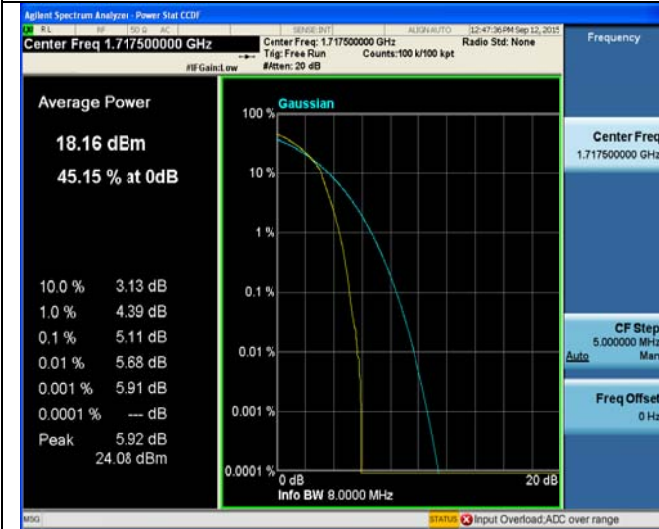 Agilent Spectrum Analyzer - Power Stat CCDF
RL RF 50 Ω AC SENSE:INT ALIGN AUTO 12:47:36 PM Sep 12, 2015
Center Freq 1.717500000 GHz
Center Freq: 1.717500000 GHz Radio Std: None
Trig: Free Run Counts:100 k/100 kpt
#IFGain:Low #Atten: 20 dB
Frequency
Average Power
18.16 dBm
45.15 % at 0dB
10.0 % 3.13 dB
1.0 % 4.39 dB
0.1 % 5.11 dB
0.01 % 5.68 dB
0.001 % 5.91 dB
0.0001 % --- dB
Peak 5.92 dB
24.08 dBm
Gaussian
100 %
10 %
1 %
0.1 %
0.01 %
0.001 %
0.0001 %
0 dB 20 dB
Info BW 8.0000 MHz
Center Freq
1.717500000 GHz
CF Step
5.000000 MHz
Auto Man
Freq Offset
0 Hz
MSG STATUS Input Overload;ADC over range